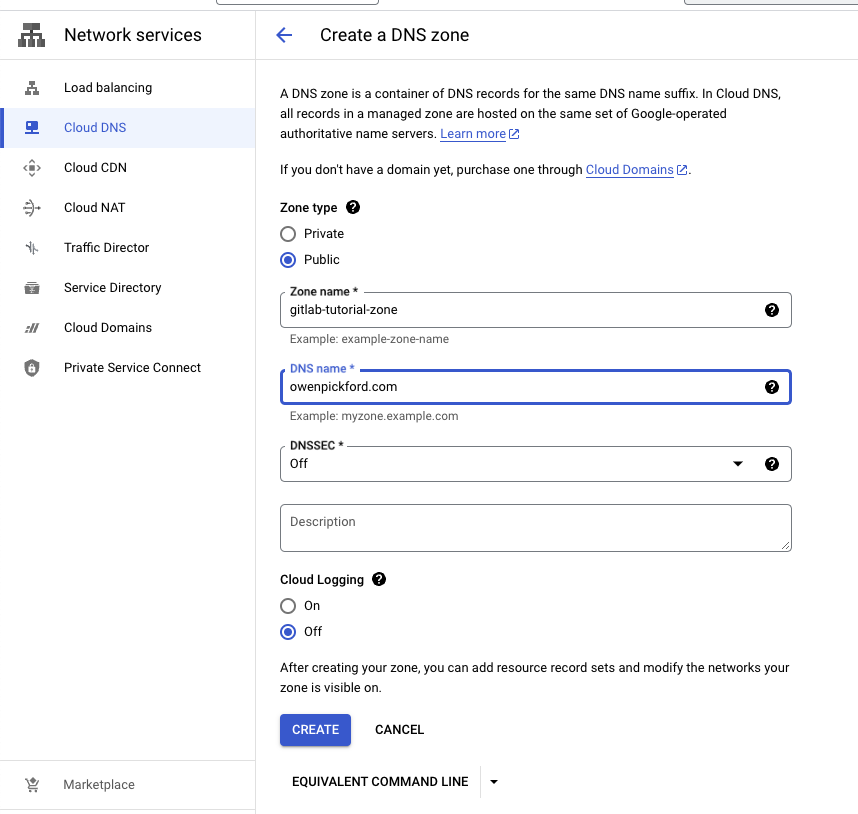 Network services
Create a DNS zone
Load balancing
Cloud DNS
Cloud CDN
Cloud NAT
Traffic Director
Service Directory
Cloud Domains
Private Service Connect
Marketplace
A DNS zone is a container of DNS records for the same DNS name suffix. In Cloud DNS,
all records in a managed zone are hosted on the same set of Google-operated
authoritative name servers. Learn more
If you don't have a domain yet, purchase one through Cloud Domains.
Zone type
Private
Public
Zone name *
gitlab-tutorial-zone
Example: example-zone-name
DNS name *
owenpickford.com
Example: myzone.example.com
DNSSEC *
Off
Description
Cloud Logging
On
Off
After creating your zone, you can add resource record sets and modify the networks your
zone is visible on.
CREATE
CANCEL
EQUIVALENT COMMAND LINE